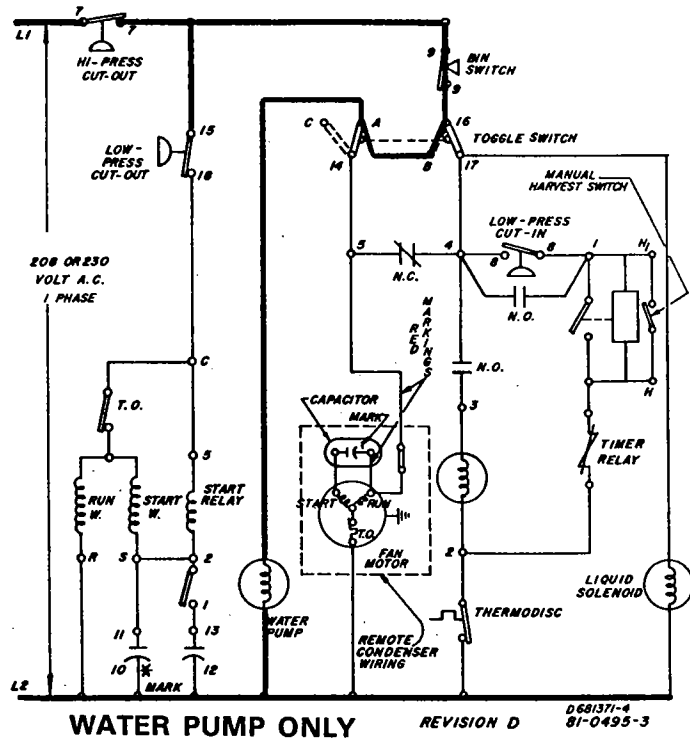 L1
7
7
HI-PRESS
CUT-OUT
9
9
BIN
SWITCH
15
LOW-
PRESS
CUT-OUT
18
C
A
16
TOGGLE SWITCH
14
B
17
MANUAL
HARVEST SWITCH
LOW-PRESS
CUT-IN
5
N.C.
4
8
8
1
H1
N.O.
208 OR 230
VOLT A.C.
1 PHASE
RED
MARKINGS
N.O.
H
C
T.O.
CAPACITOR
MARK
3
TIMER
RELAY
5
RUN
W.
START
W.
START
RELAY
START
RUN
T.O.
FAN
MOTOR
R
S
2
2
1
WATER
PUMP
THERMODISC
LIQUID
SOLENOID
11
13
REMOTE
CONDENSER
WIRING
10
*
12
MARK
L2
WATER PUMP ONLY
REVISION D
D681371-4
81-0495-3